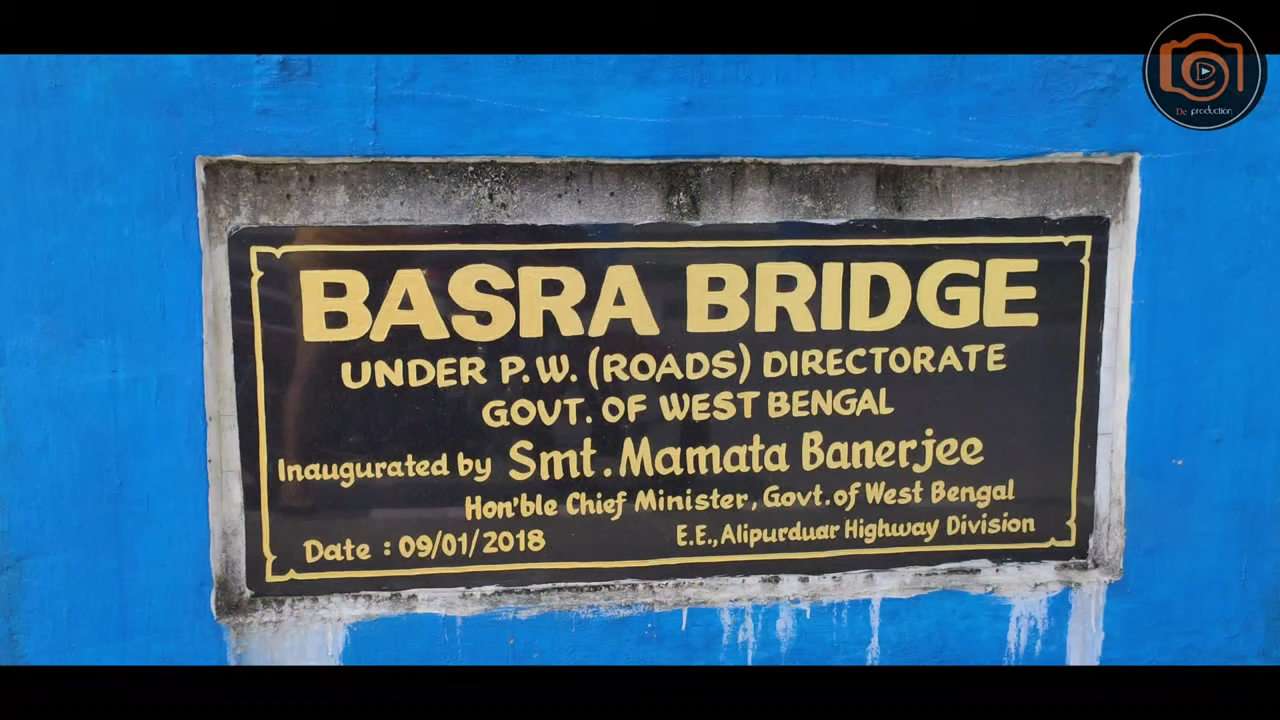 BASRA BRIDGE
UNDER P.W. (ROADS) DIRECTORATE
GOVT. OF WEST BENGAL
Inaugurated by Smt. Mamata Banerjee
Hon'ble Chief Minister, Govt. of West Bengal
Date : 09/01/2018 E.E., Alipurduar Highway Division
De production